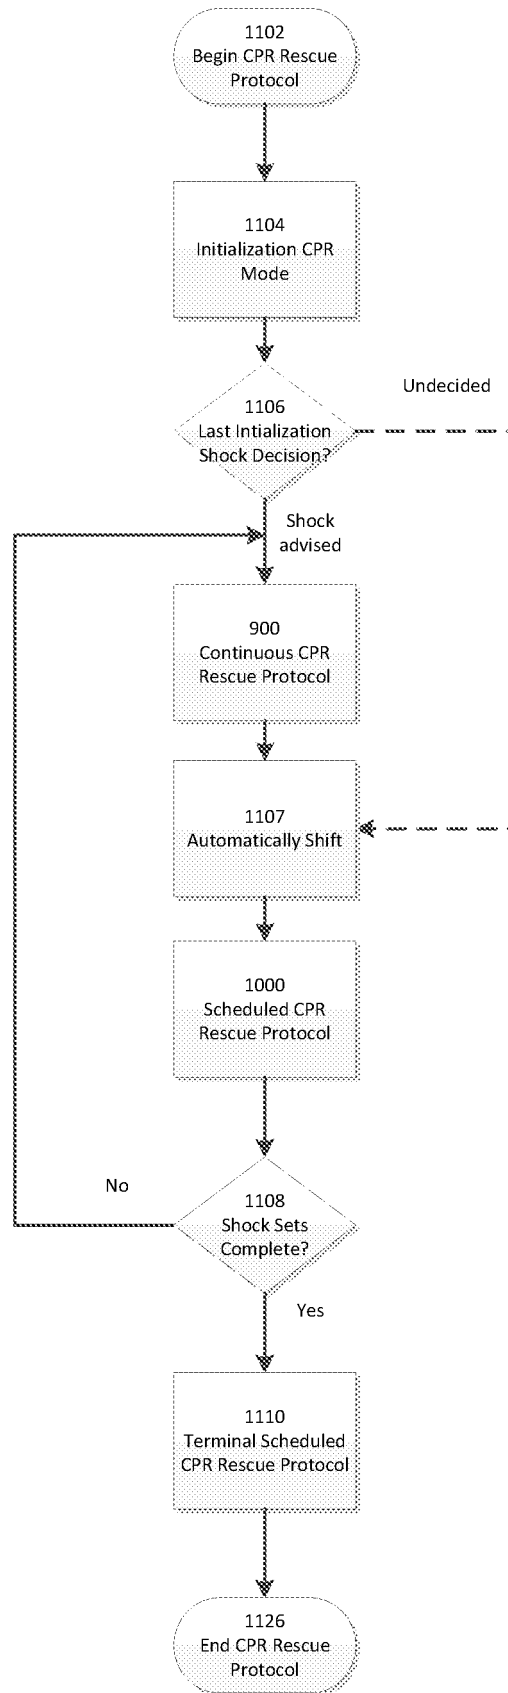 1102
Begin CPR Rescue
Protocol
1104
Initialization CPR
Mode
Undecided
1106
Last Intialization
Shock Decision?
Shock
advised
900
Continuous CPR
Rescue Protocol
1107
Automatically Shift
1000
Scheduled CPR
Rescue Protocol
No
1108
Shock Sets
Complete?
Yes
1110
Terminal Scheduled
CPR Rescue Protocol
1126
End CPR Rescue
Protocol